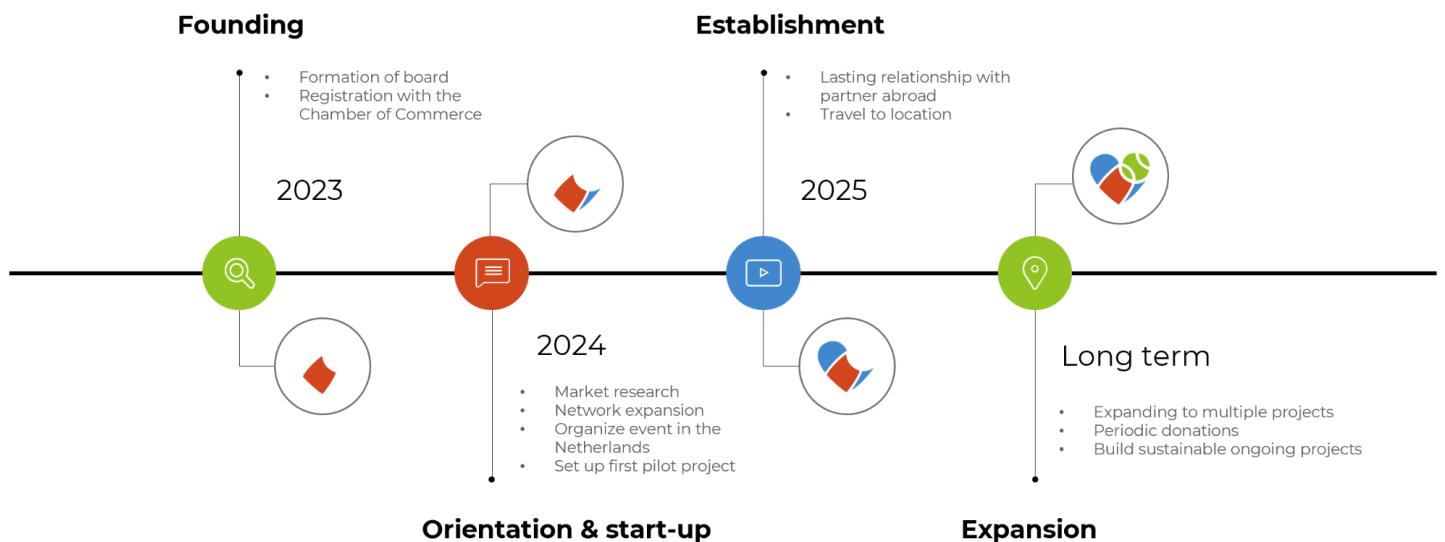 Founding
• Formation of board
• Registration with the
Chamber of Commerce
2023
Orientation & start-up
2024
• Market research
• Network expansion
• Organize event in the
Netherlands
• Set up first pilot project
Establishment
• Lasting relationship with
partner abroad
• Travel to location
2025
Expansion
Long term
• Expanding to multiple projects
• Periodic donations
• Build sustainable ongoing projects